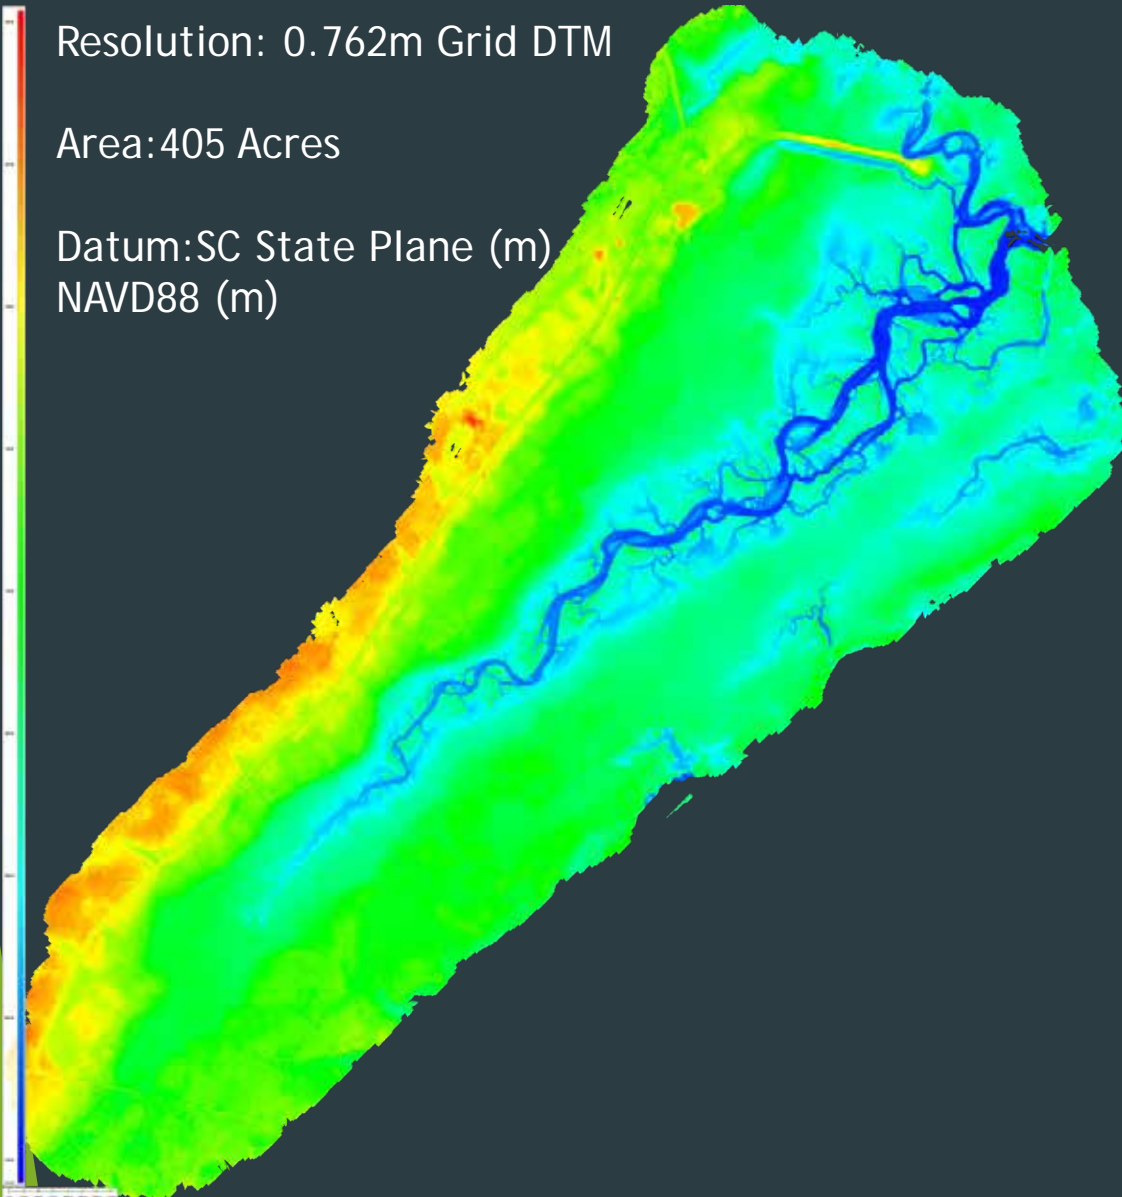 Resolution: 0.762m Grid DTM
Area:405 Acres
Datum:SC State Plane (m)
NAVD88 (m)